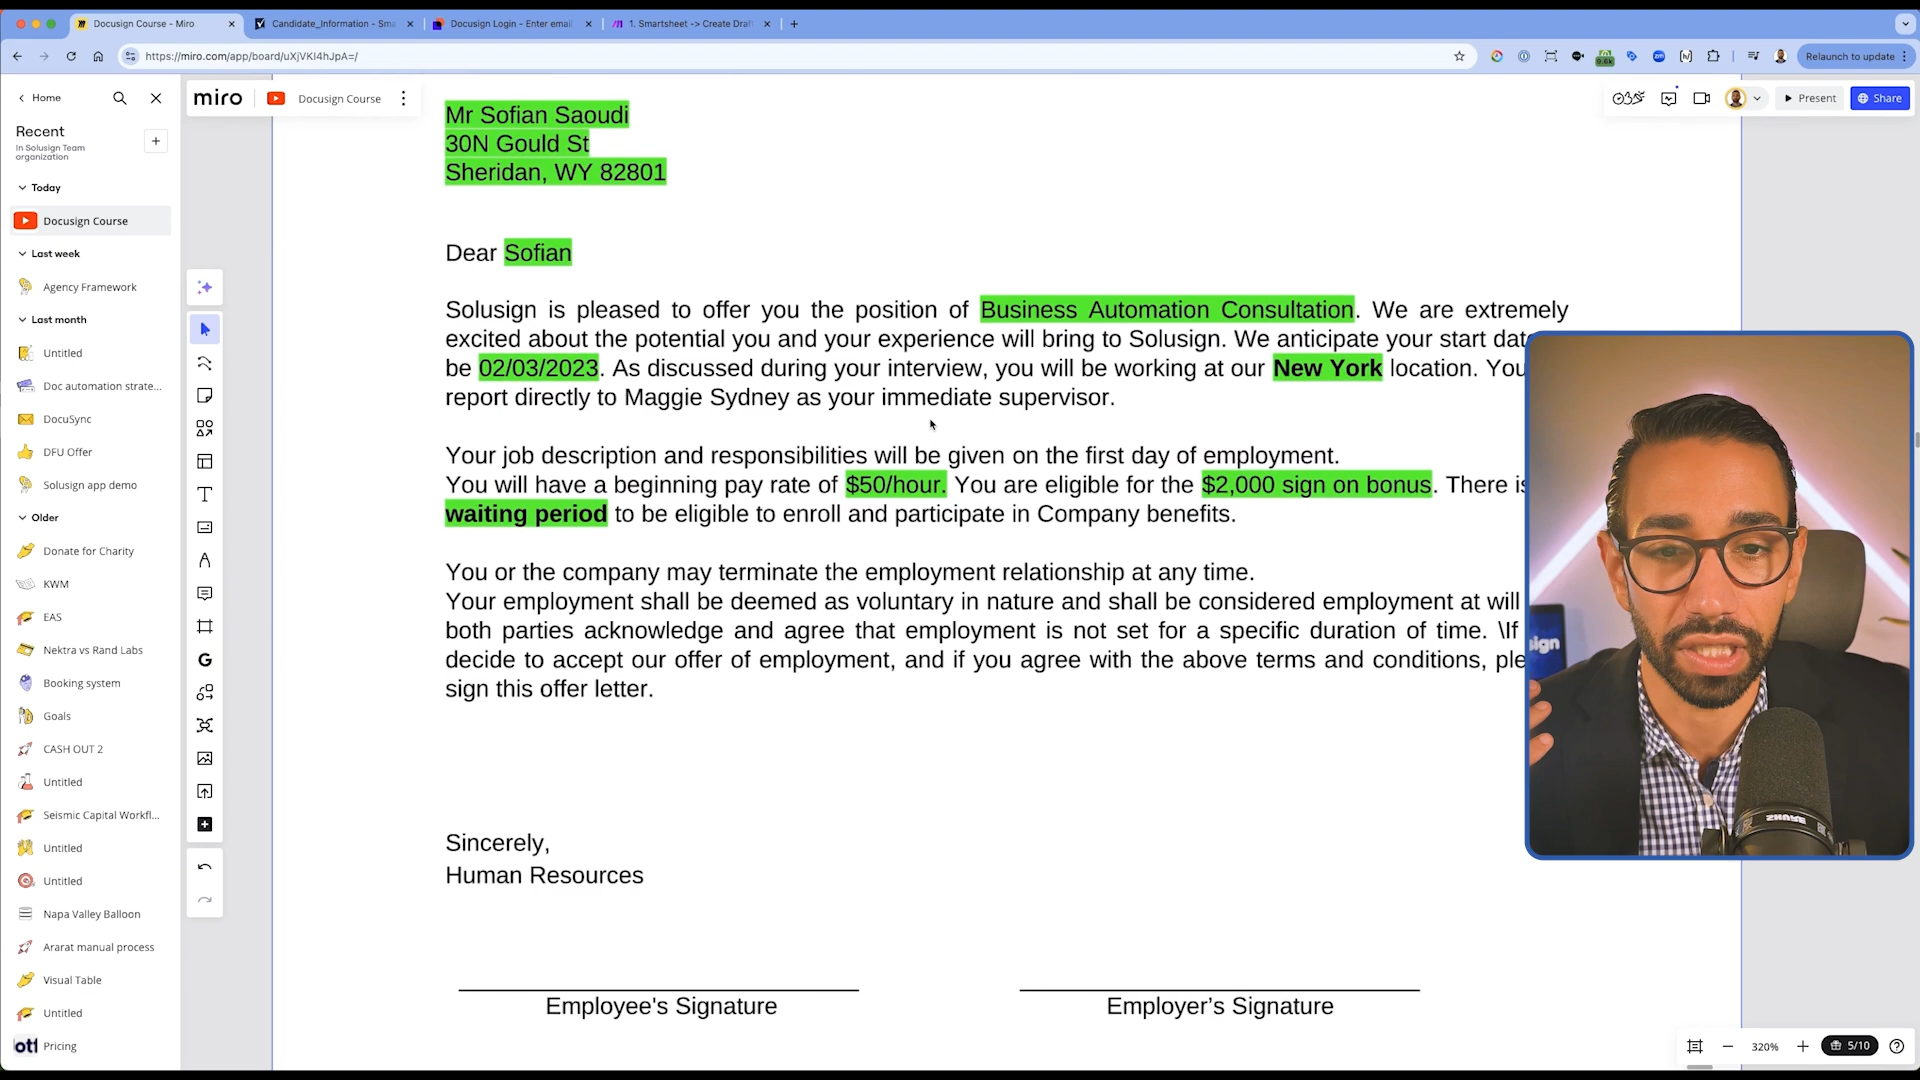 Docusign Course - Miro
Candidate_Information - Sma
Docusign Login - Enter email
1. Smartsheet -> Create Draf
https://miro.com/app/board/uXjVKI4hJpA=/
9.6k
Relaunch to update
Home
miro
Docusign Course
Present
Share
Recent
In Solusign Team
organization
Today
Docusign Course
Last week
Agency Framework
Last month
Untitled
Doc automation strate...
DocuSync
DFU Offer
Solusign app demo
Older
Donate for Charity
KWM
EAS
Nektra vs Rand Labs
Booking system
Goals
CASH OUT 2
Untitled
Seismic Capital Workfl...
Untitled
Untitled
Napa Valley Balloon
Ararat manual process
Visual Table
Untitled
Pricing
Mr Sofian Saoudi
30N Gould St
Sheridan, WY 82801
Dear Sofian
Solusign is pleased to offer you the position of Business Automation Consultation. We are extremely
excited about the potential you and your experience will bring to Solusign. We anticipate your start dat
be 02/03/2023. As discussed during your interview, you will be working at our New York location. You
report directly to Maggie Sydney as your immediate supervisor.
Your job description and responsibilities will be given on the first day of employment.
You will have a beginning pay rate of $50/hour. You are eligible for the $2,000 sign on bonus. There is
waiting period to be eligible to enroll and participate in Company benefits.
You or the company may terminate the employment relationship at any time.
Your employment shall be deemed as voluntary in nature and shall be considered employment at will
both parties acknowledge and agree that employment is not set for a specific duration of time. \If
decide to accept our offer of employment, and if you agree with the above terms and conditions, ple
sign this offer letter.
Sincerely,
Human Resources
Employee's Signature
Employer’s Signature
320%
5/10